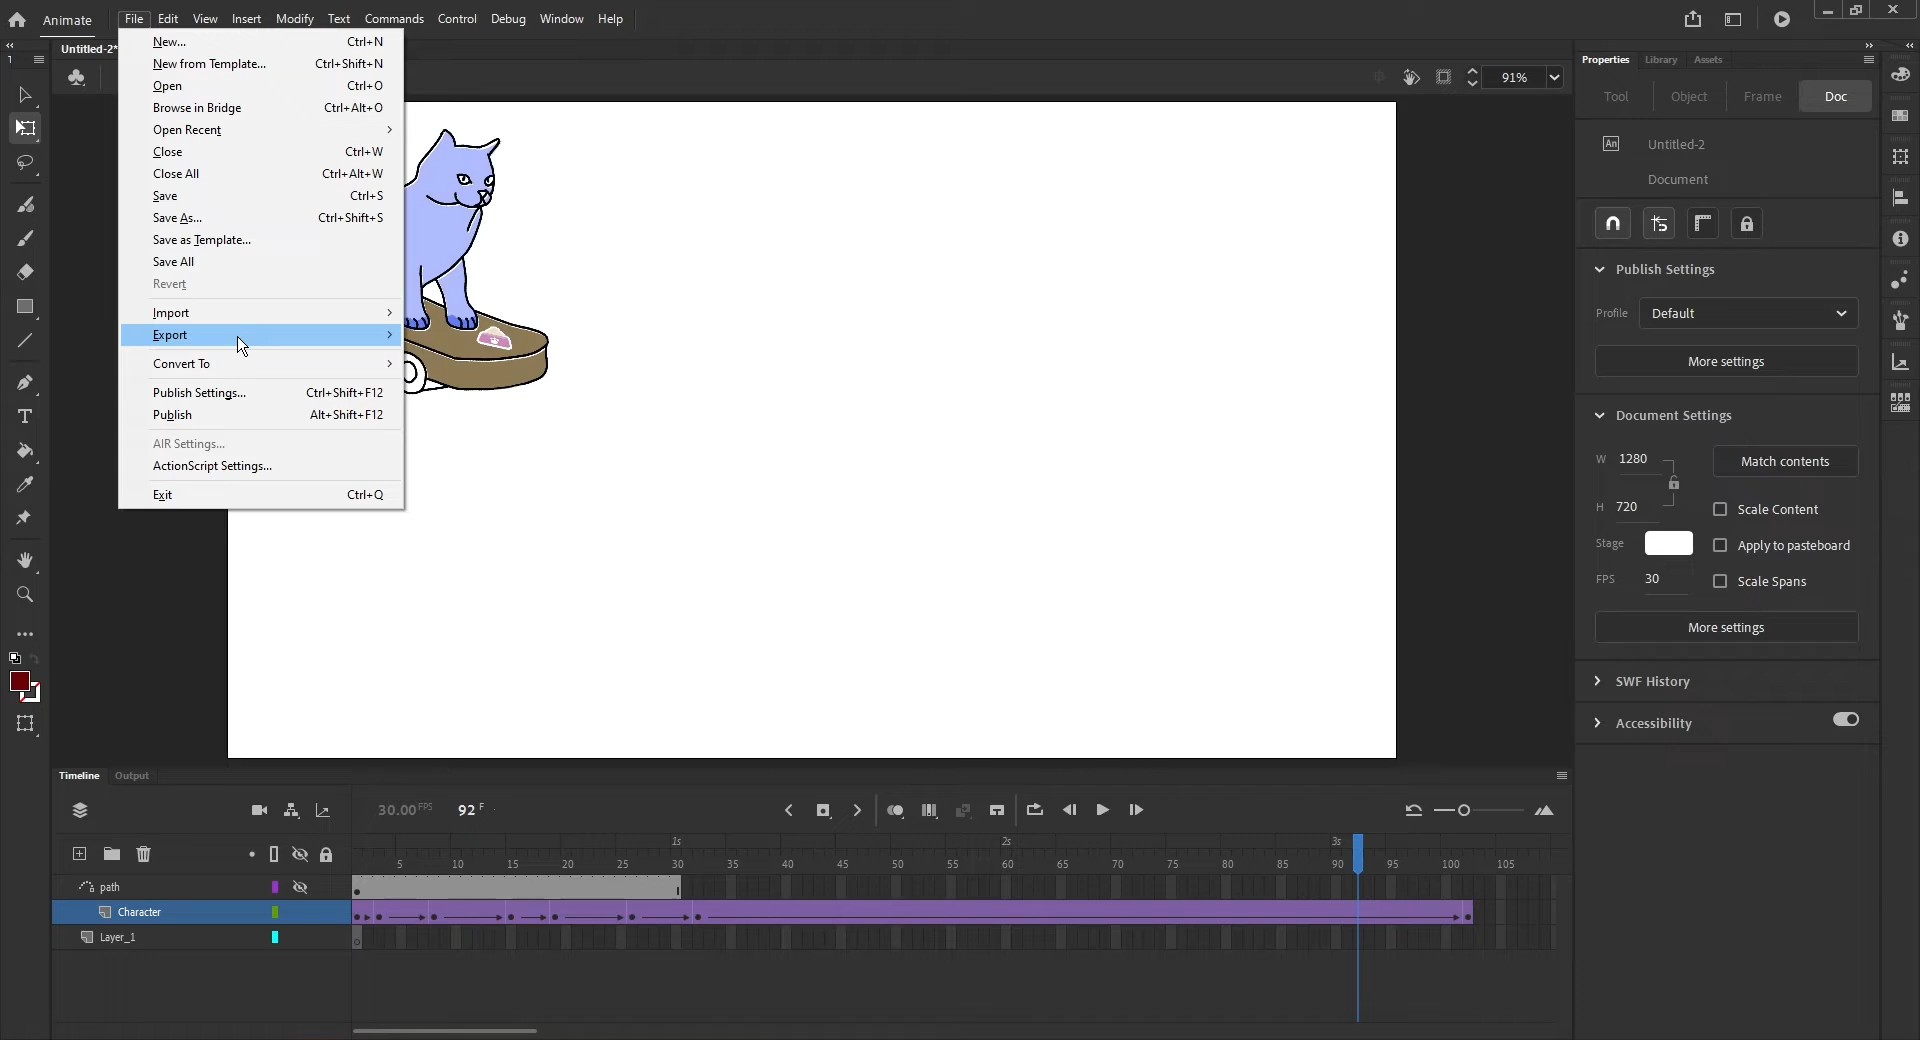 Animate File Edit View Insert Modify Text Commands Control Debug Window Help
Untitled-2*
New... Ctrl+N
New from Template... Ctrl+Shift+N
Open Ctrl+O
Browse in Bridge Ctrl+Alt+O
Open Recent
Close Ctrl+W
Close All Ctrl+Alt+W
Save Ctrl+S
Save As... Ctrl+Shift+S
Save as Template...
Save All
Revert
Import
Export
Convert To
Publish Settings... Ctrl+Shift+F12
Publish Alt+Shift+F12
AIR Settings...
ActionScript Settings...
Exit Ctrl+Q
91%
Properties Library Assets
Tool Object Frame Doc
An Untitled-2
Document
Publish Settings
Profile Default
More settings
Document Settings
W 1280 Match contents
H 720 Scale Content
Stage Apply to pasteboard
FPS 30 Scale Spans
More settings
SWF History
Accessibility
Timeline Output
30.00 FPS 92 F
1s 2s 3s
5 10 15 20 25 30 35 40 45 50 55 60 65 70 75 80 85 90 95 100 105
path
Character
Layer_1